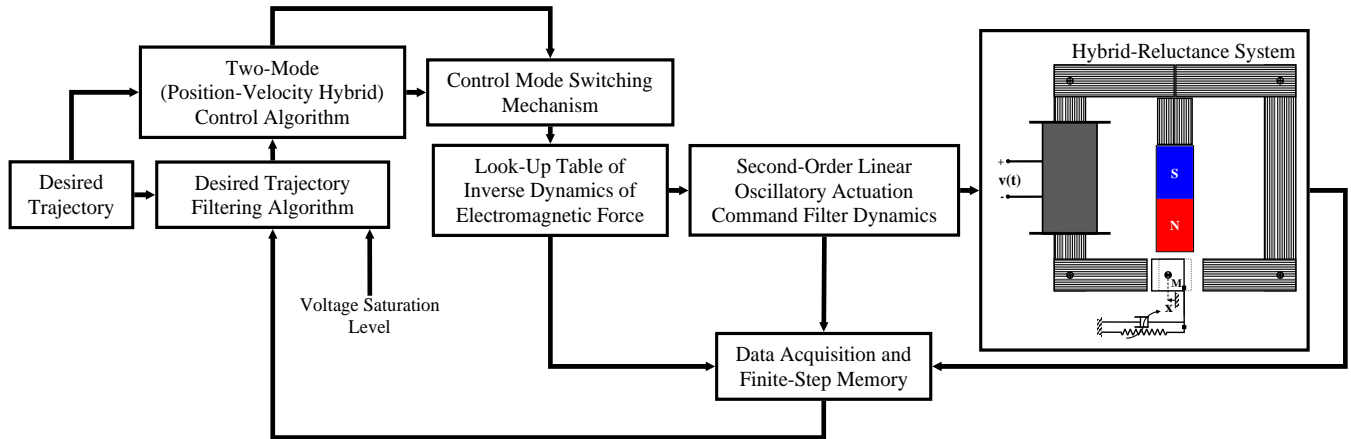 Two-Mode
(Position-Velocity Hybrid)
Control Algorithm
Control Mode Switching
Mechanism
Desired
Trajectory
Desired Trajectory
Filtering Algorithm
Look-Up Table of
Inverse Dynamics of
Electromagnetic Force
Second-Order Linear
Oscillatory Actuation
Command Filter Dynamics
Hybrid-Reluctance System
+
v(t)
-
S
N
M
x
Voltage Saturation
Level
Data Acquisition and
Finite-Step Memory